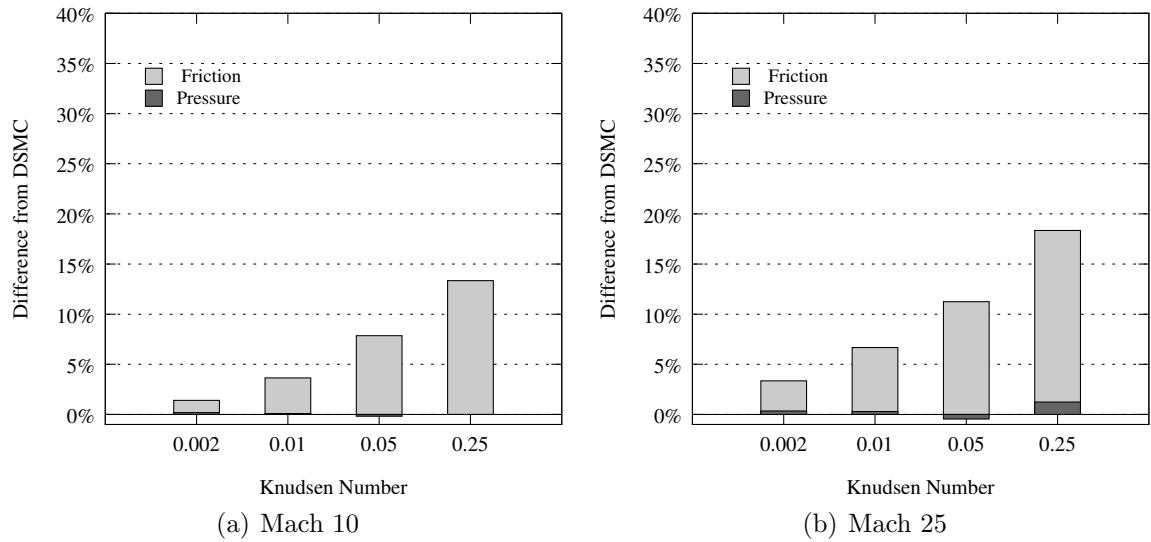 40%
35%
30%
25%
20%
15%
10%
5%
0%
Difference from DSMC
Friction
Pressure
0.002 0.01 0.05 0.25
Knudsen Number
(a) Mach 10
40%
35%
30%
25%
20%
15%
10%
5%
0%
Difference from DSMC
Friction
Pressure
0.002 0.01 0.05 0.25
Knudsen Number
(b) Mach 25